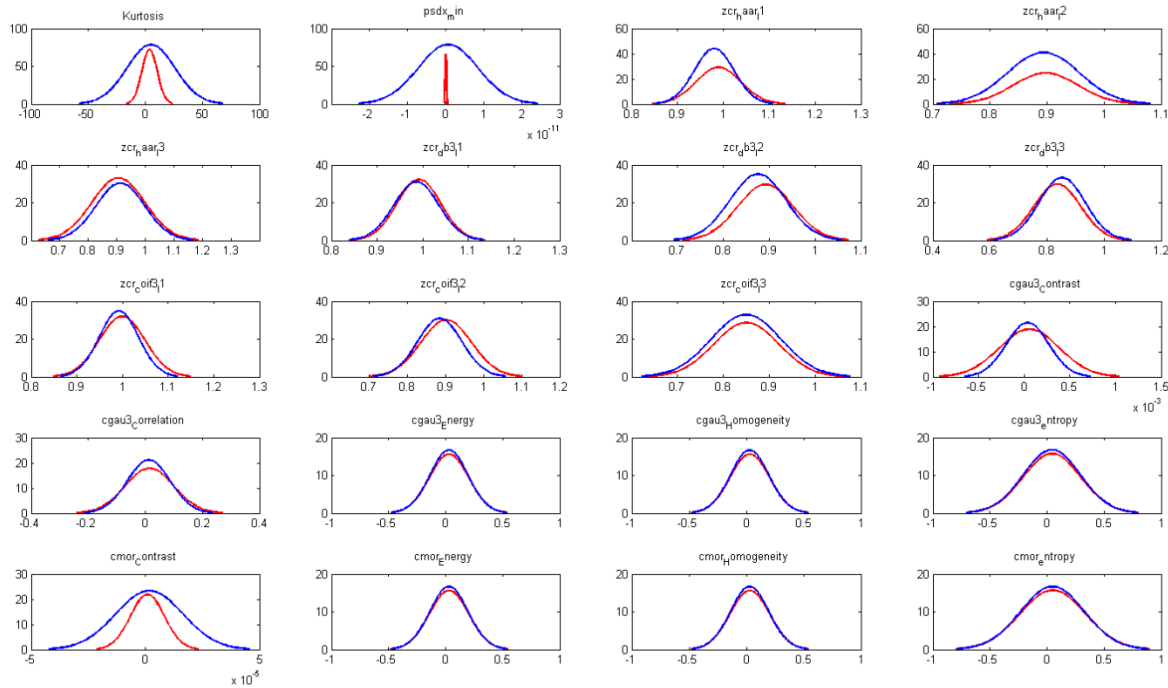 Kurtosis
psdx_min
zcr_haar_l1
zcr_haar_l2
100
50
0
-100 -50 0 50 100
100
50
0
-2 -1 0 1 2 3
x 10^-11
60
40
20
0
0.8 0.9 1 1.1 1.2 1.3
60
40
20
0
0.7 0.8 0.9 1 1.1
zcr_haar_l3
zcr_db3_l1
zcr_db3_l2
zcr_db3_l3
40
20
0
0.7 0.8 0.9 1 1.1 1.2 1.3
40
20
0
0.8 0.9 1 1.1 1.2 1.3
40
20
0
0.7 0.8 0.9 1 1.1
40
20
0
0.4 0.6 0.8 1 1.2
zcr_coif3_l1
zcr_coif3_l2
zcr_coif3_l3
cgau3_Contrast
40
20
0
0.8 0.9 1 1.1 1.2 1.3
40
20
0
0.7 0.8 0.9 1 1.1 1.2
40
20
0
0.7 0.8 0.9 1 1.1
30
20
10
0
-1 -0.5 0 0.5 1 1.5
x 10^-3
cgau3_Correlation
cgau3_Energy
cgau3_Homogeneity
cgau3_entropy
30
20
10
0
-0.4 -0.2 0 0.2 0.4
20
10
0
-1 -0.5 0 0.5 1
20
10
0
-1 -0.5 0 0.5 1
20
10
0
-1 -0.5 0 0.5 1
cmor_Contrast
cmor_Energy
cmor_Homogeneity
cmor_entropy
30
20
10
0
-5 0 5
x 10^-5
20
10
0
-1 -0.5 0 0.5 1
20
10
0
-1 -0.5 0 0.5 1
20
10
0
-1 -0.5 0 0.5 1